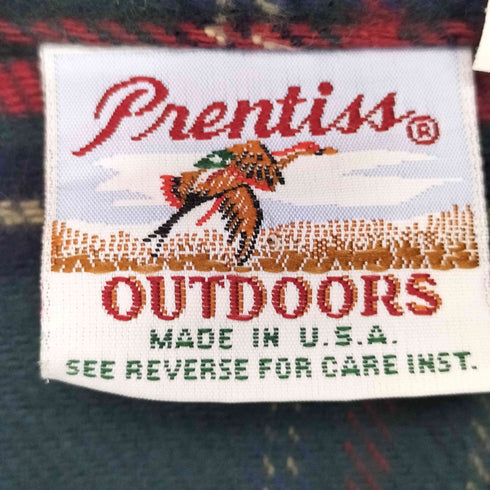 Prentiss®
OUTDOORS
MADE IN U.S.A.
SEE REVERSE FOR CARE INST.